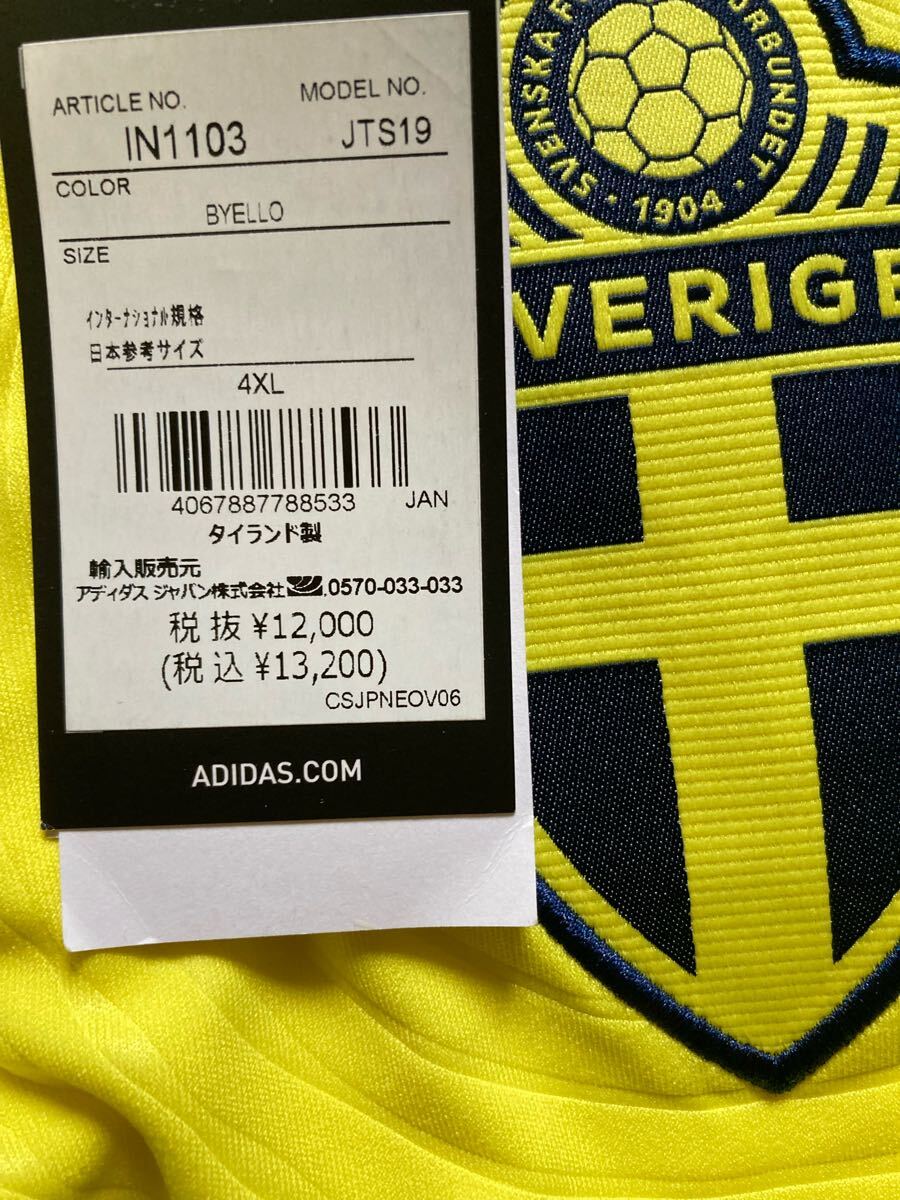 ARTICLE NO. MODEL NO.
IN1103 JTS19
COLOR
BYELLO
SIZE
インターナショナル規格
日本参考サイズ
4XL
4067887788533 JAN
タイランド製
輸入販売元
アディダス ジャパン株式会社 0570-033-033
税 抜 ¥12,000
(税 込 ¥13,200)
CSJPNEOV06
ADIDAS.COM
SVENSKA FO ORBUNDET
· 1904 ·
VERIGE